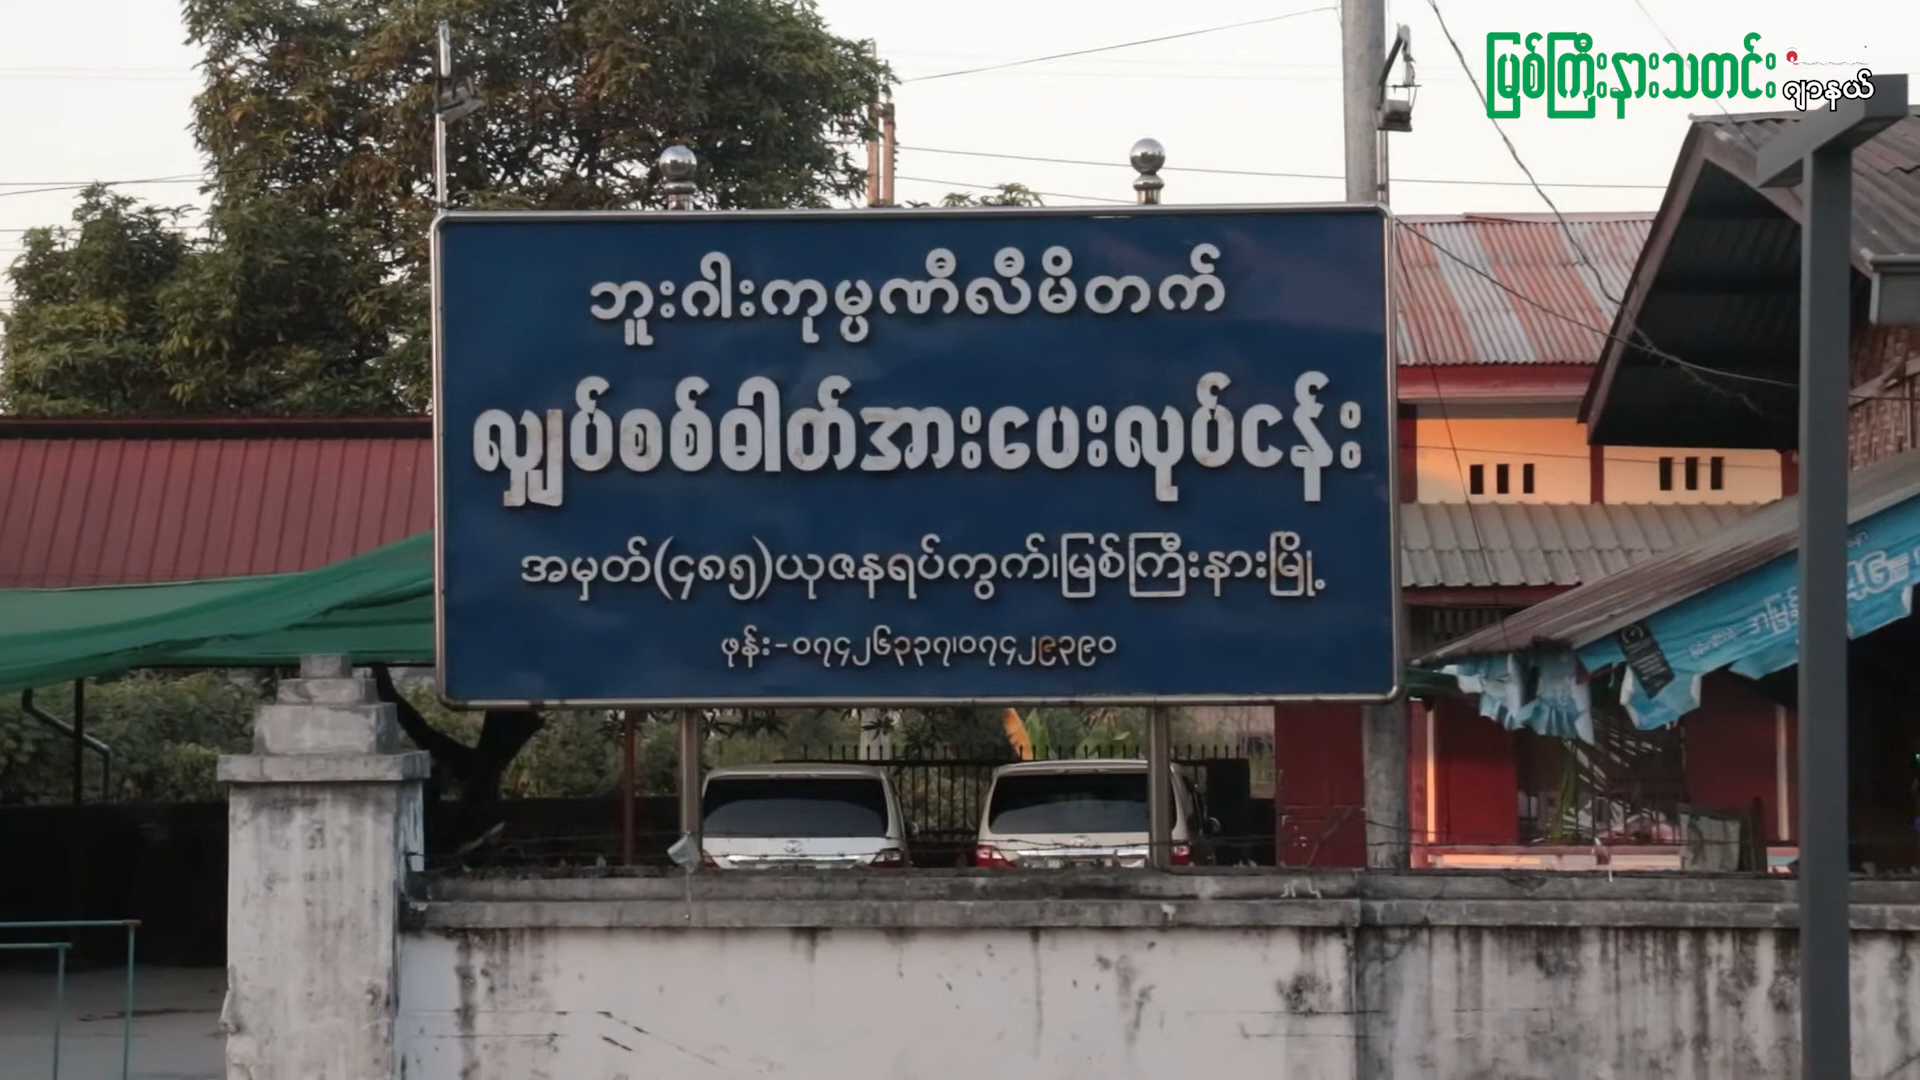 မြစ်ကြီးနားသတင်း ဂျာနယ်
ဘူးဂါးကုမ္ပဏီလီမိတက်
လျှပ်စစ်ဓါတ်အားပေးလုပ်ငန်း
အမှတ်(၄၈၅)ယုဇနရပ်ကွက်၊မြစ်ကြီးနားမြို့
ဖုန်း-၀၇၄၂၆၃၃၇၊၀၇၄၂၉၃၉၀